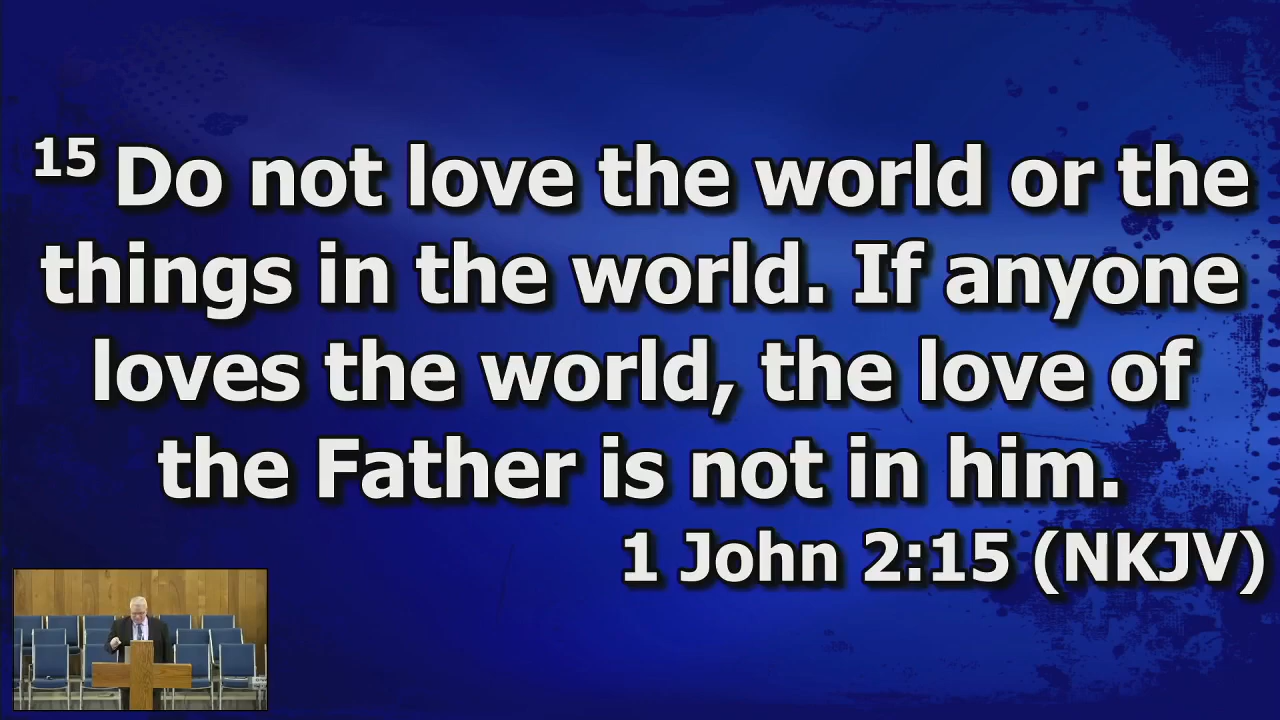 15 Do not love the world or the
things in the world. If anyone
loves the world, the love of
the Father is not in him.
1 John 2:15 (NKJV)